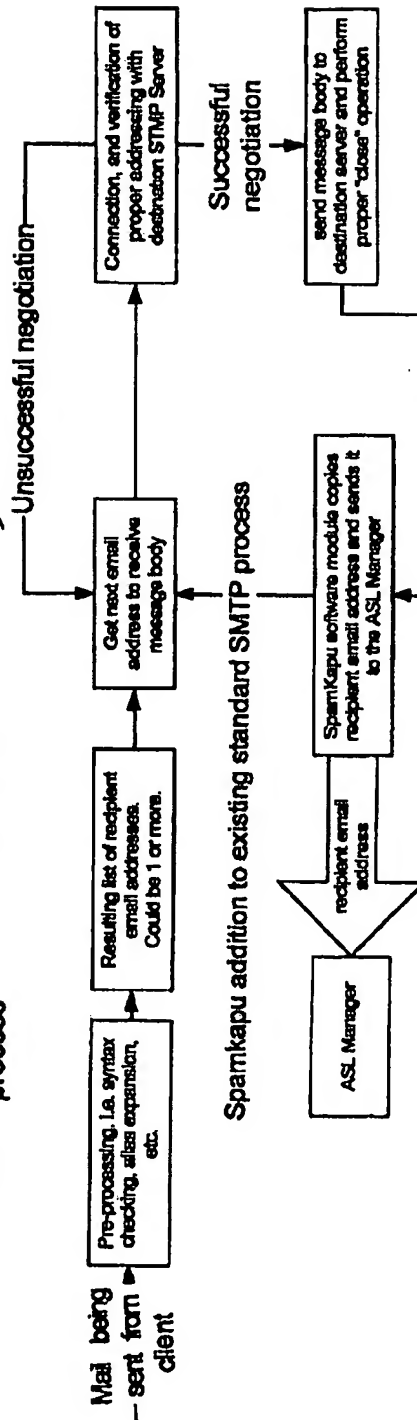 process
Unsuccessful negotiation
Mail being
sent from
client
Pre-processing, i.e. syntax
checking, alias expansion,
etc.
Resulting list of recipient
email addresses.
Could be 1 or more.
Get next email
address to receive
message body
Connection, and verification of
proper addressing with
destination STMP Server
Successful
negotiation
send message body to
destination server and perform
proper "close" operation
Spamkapu addition to existing standard SMTP process
SpamKapu software module copies
recipient email address and sends it
to the ASL Manager
recipient email
address
ASL Manager